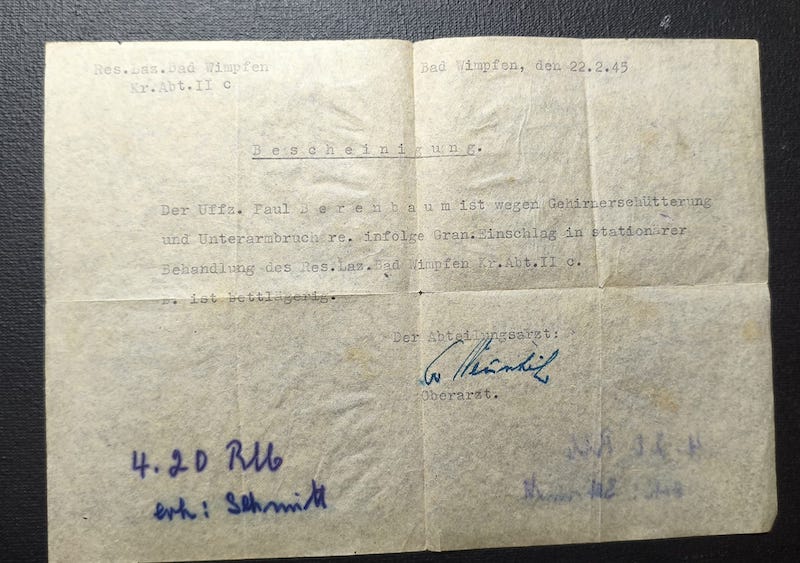 Res.Laz.Bad Wimpfen
Kr.Abt.II c
Bad Wimpfen, den 22.2.45
B e s c h e i n i g u n g.
Der Uffz. Paul B e r e n b a u m ist wegen Gehirnerschütterung
und Unterarmbruch re. infolge Gran.Einschlag in stationärer
Behandlung des Res.Laz.Bad Wimpfen Kr.Abt.II c.
B. ist bettlägerig.
Der Abteilungsarzt:
Oberarzt.
4.20 RM
erh: Schmitt